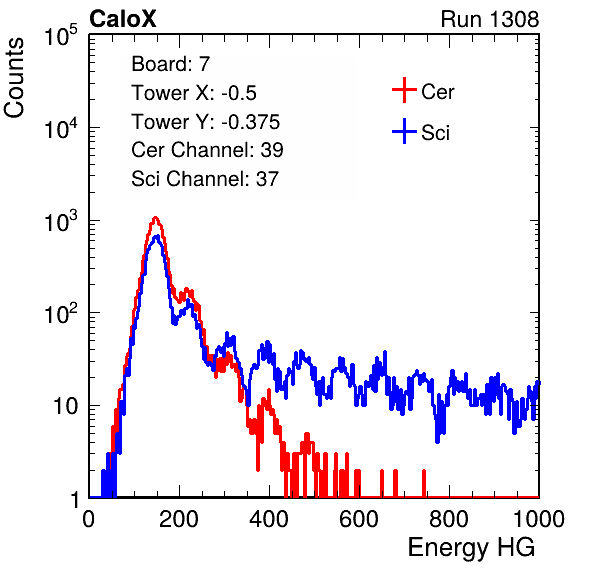 CaloX Run 1308
Counts
Board: 7
Tower X: -0.5
Tower Y: -0.375
Cer Channel: 39
Sci Channel: 37
Cer
Sci
10^5
10^4
10^3
10^2
10
1
0 200 400 600 800 1000
Energy HG